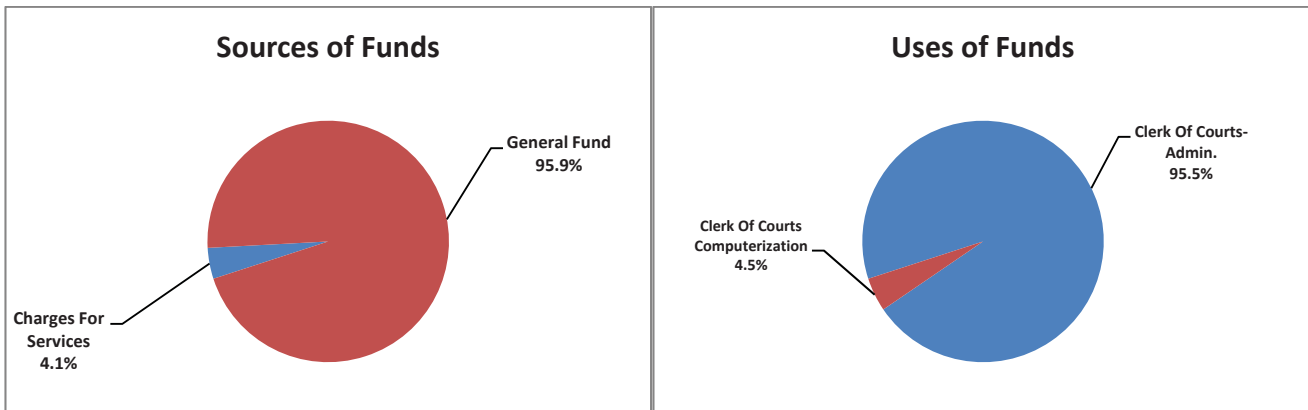 Sources of Funds
General Fund
95.9%
Charges For
Services
4.1%
Uses of Funds
Clerk Of Courts-
Admin.
95.5%
Clerk Of Courts
Computerization
4.5%